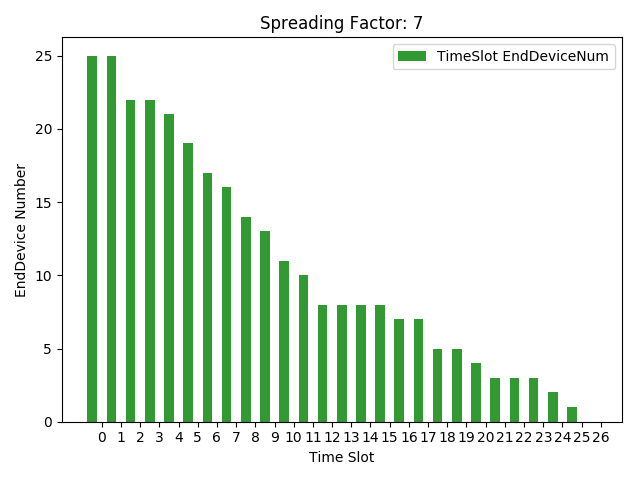 Spreading Factor: 7
TimeSlot EndDeviceNum
25
20
15
10
5
0
EndDevice Number
0 1 2 3 4 5 6 7 8 9 10 11 12 13 14 15 16 17 18 19 20 21 22 23 24 25 26
Time Slot